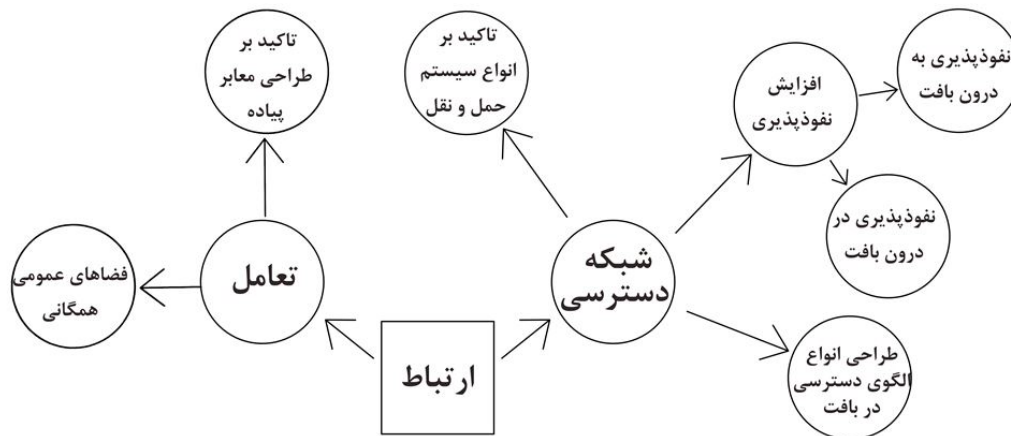 تاکید بر
طراحی معابر
پیاده
تاکید بر
انواع سیستم
حمل و نقل
افزایش
نفوذپذیری
نفوذپذیری به
درون بافت
نفوذپذیری در
درون بافت
شبکه
دسترسی
تعامل
فضاهای عمومی
همگانی
ارتباط
طراحی انواع
الگوی دسترسی
در بافت